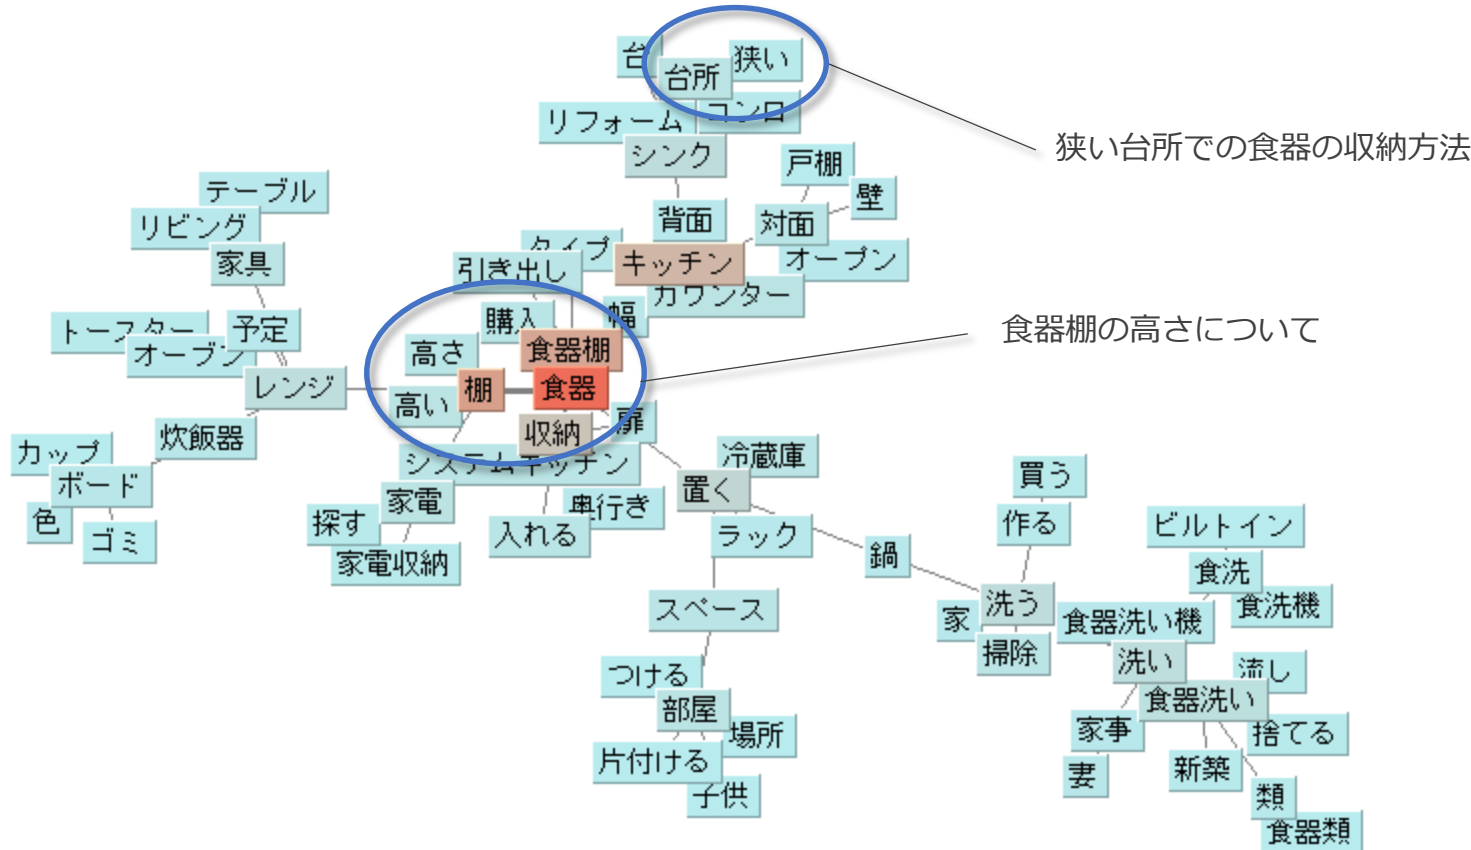 台
狭い
台所
リフォーム
コンロ
シンク
狭い台所での食器の収納方法
戸棚
テーブル
壁
リビング
背面
対面
家具
タイプ
キッチン
オーブン
引き出し
カウンター
購入
幅
トースター
予定
食器棚の高さについて
オーブン
高さ
食器棚
レンジ
棚
食器
高い
扉
炊飯器
収納
カップ
システムキッチン
冷蔵庫
ボード
家電
置く
買う
色
探す
奥行き
作る
ビルトイン
ゴミ
入れる
ラック
家電収納
鍋
食洗
スペース
洗う
食洗機
家
食器洗い機
掃除
洗い
つける
流し
部屋
食器洗い
場所
家事
捨てる
片付ける
妻
新築
子供
類
食器類